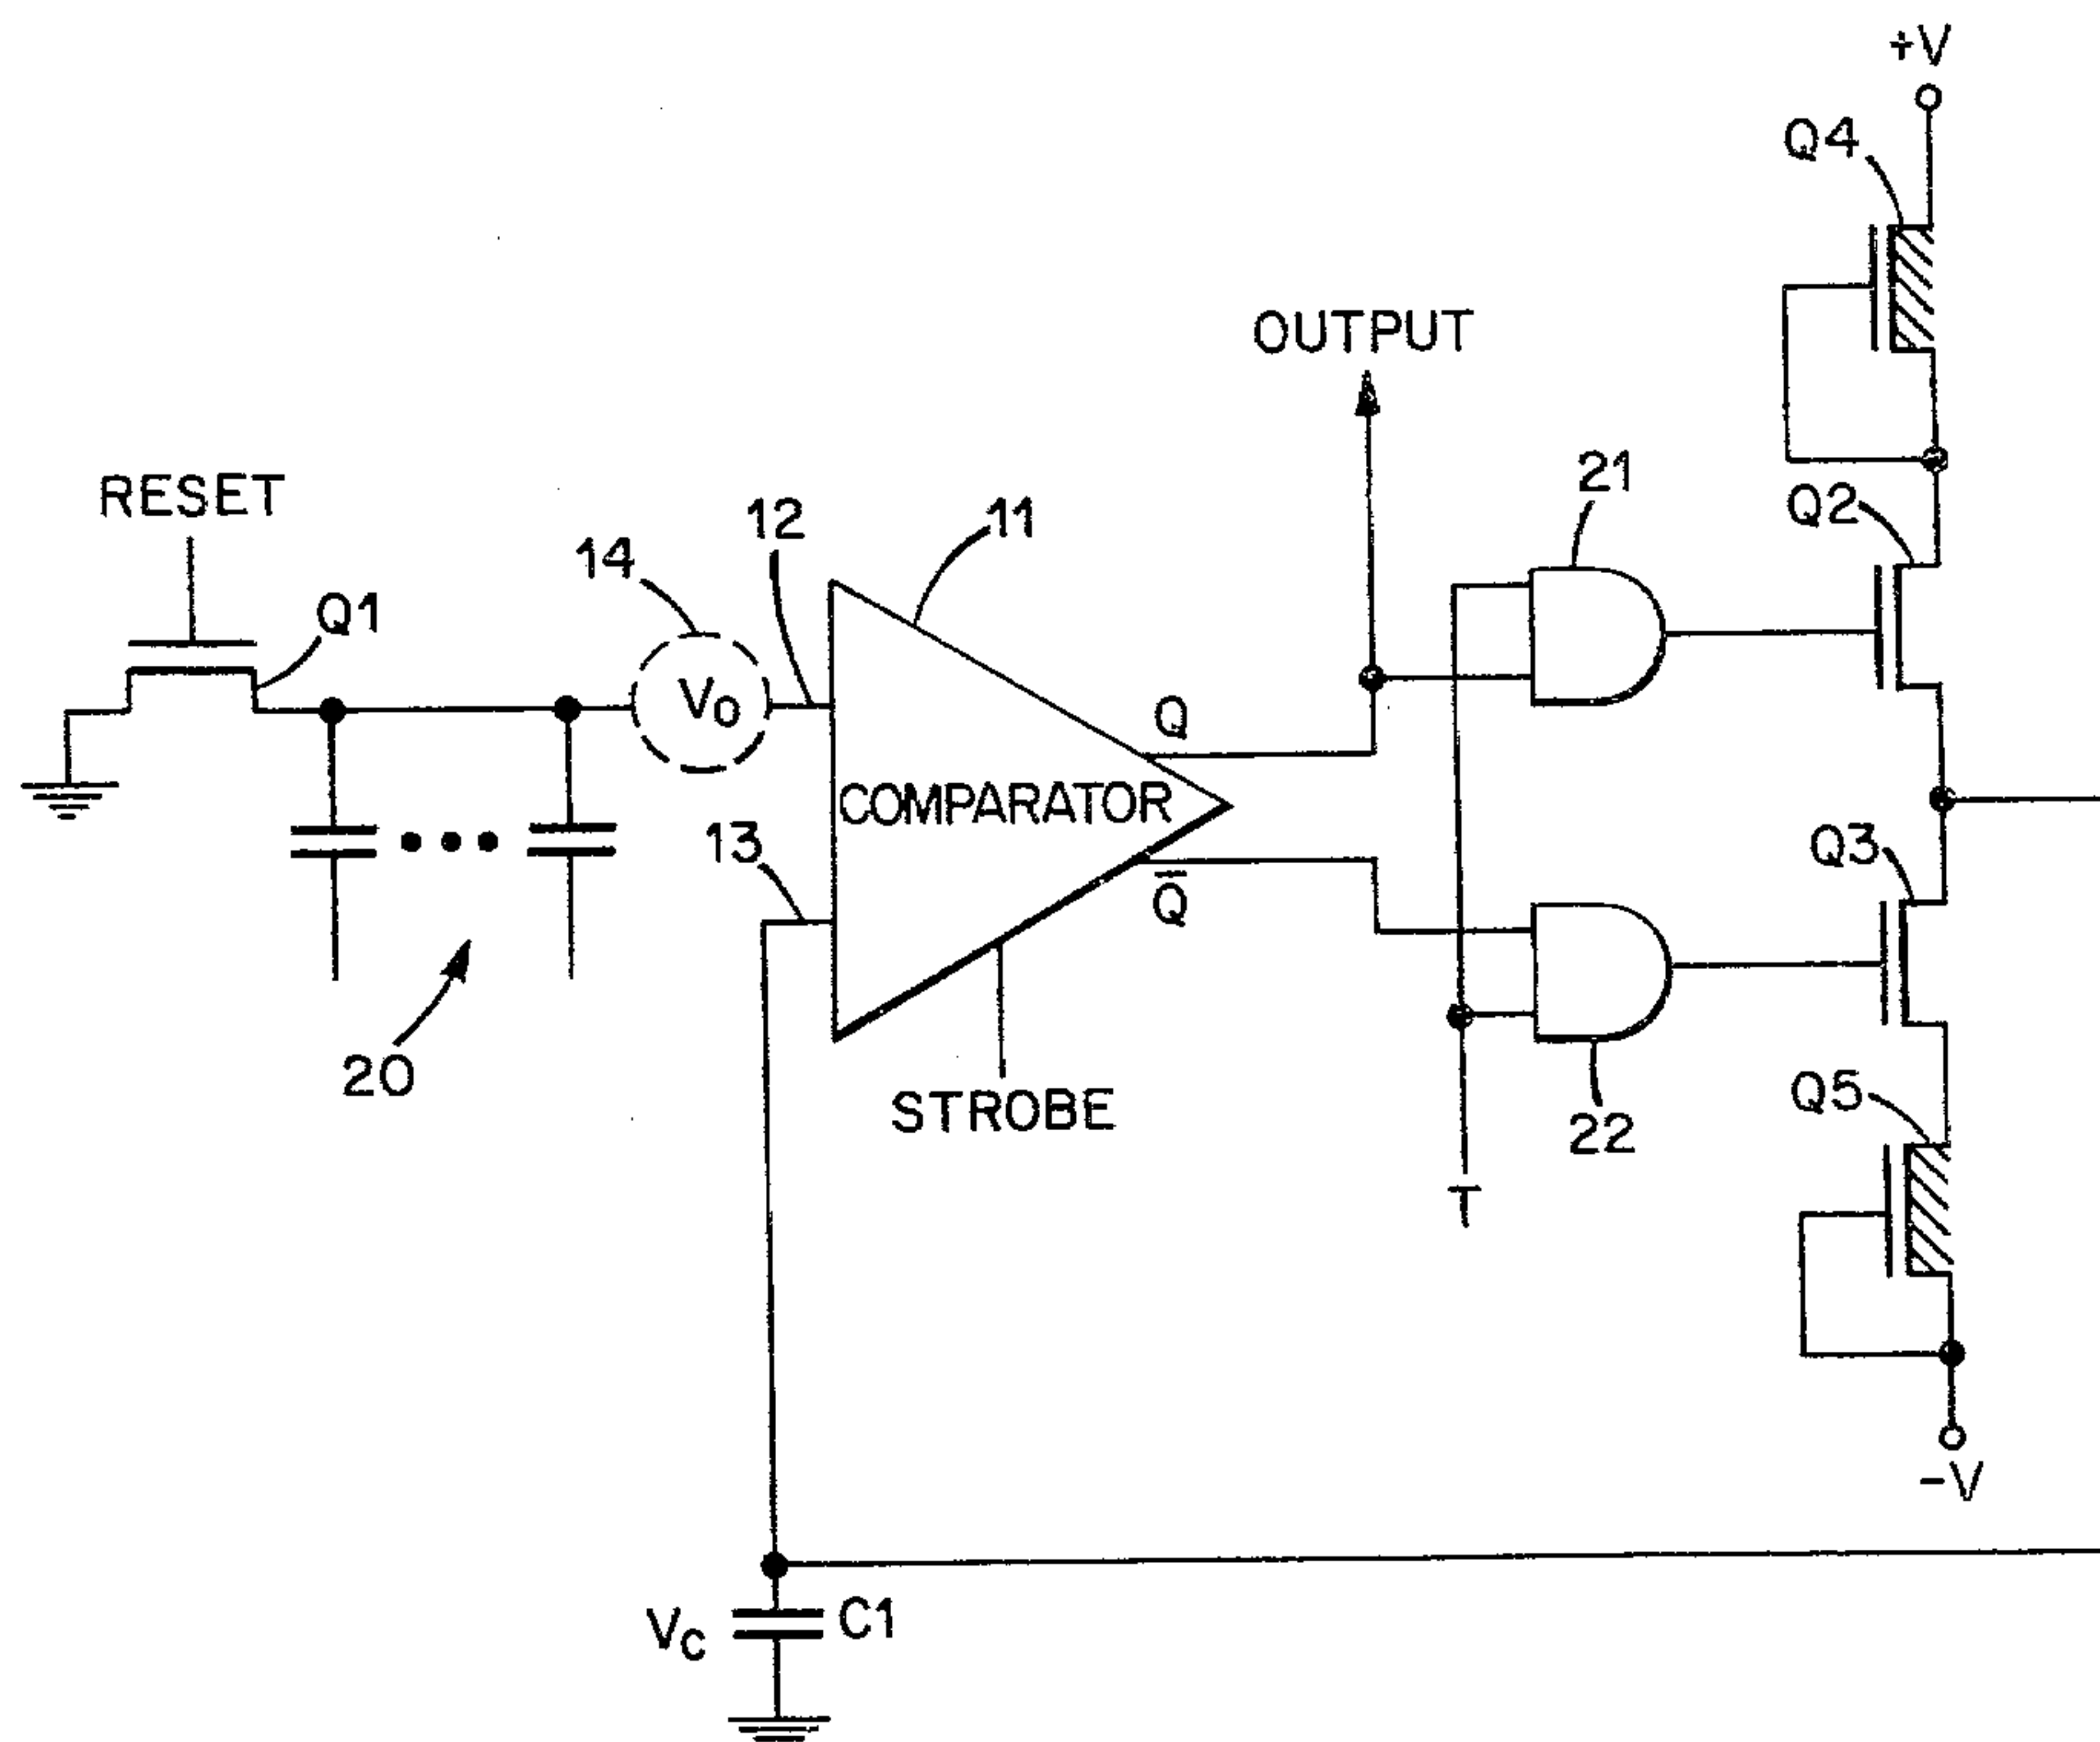 +V
Q4
OUTPUT
21
RESET
Q2
12
11
14
Q1
Q
V₀
COMPARATOR
13
Q3
Q̅
20
STROBE
Q5
22
T
-V
C1
Vc